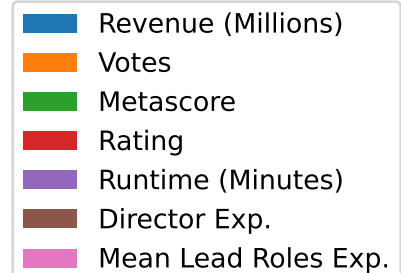 Revenue (Millions)
Votes
Metascore
Rating
Runtime (Minutes)
Director Exp.
Mean Lead Roles Exp.